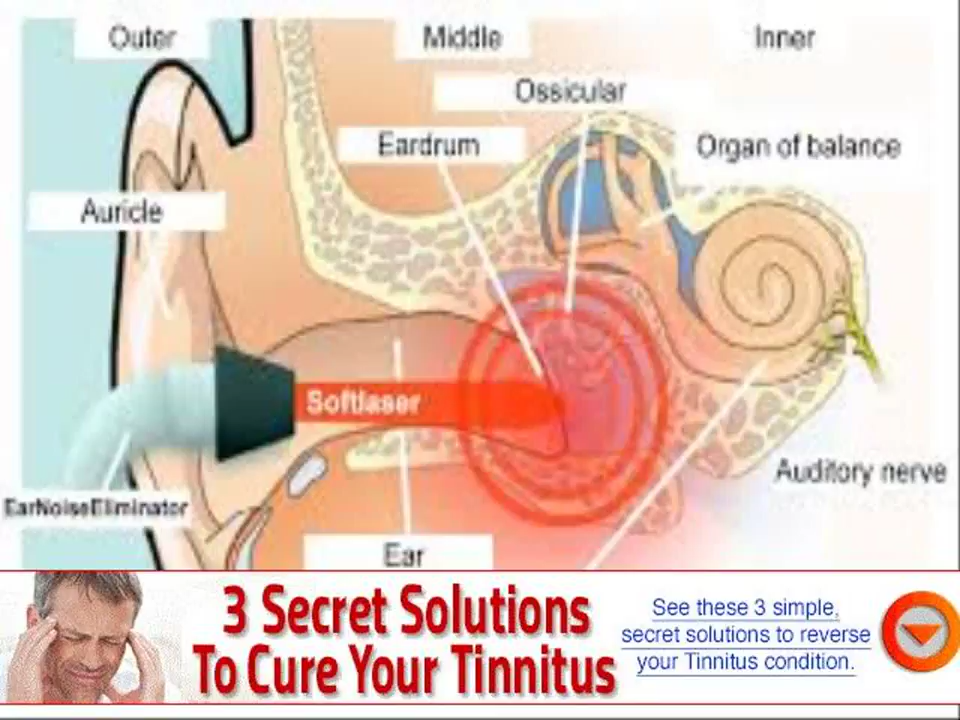 Outer
Middle
Inner
Ossicular
Eardrum
Organ of balance
Auricle
Softlaser
Auditory nerve
EarNoiseEliminator
Ear
3 Secret Solutions
To Cure Your Tinnitus
See these 3 simple,
secret solutions to reverse
your Tinnitus condition.